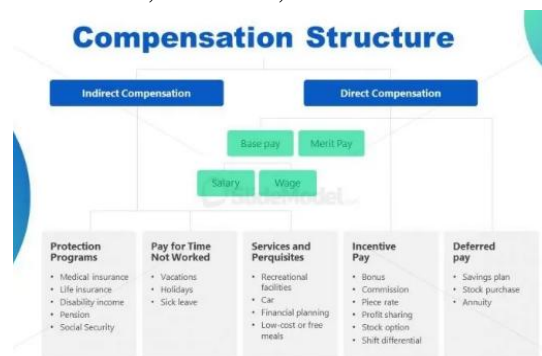 Compensation Structure
Indirect Compensation
Direct Compensation
Base pay
Merit Pay
Salary
Wage
SlideModel
Protection
Programs
• Medical insurance
• Life insurance
• Disability income
• Pension
• Social Security
Pay for Time
Not Worked
• Vacations
• Holidays
• Sick leave
Services and
Perquisites
• Recreational
facilities
• Car
• Financial planning
• Low-cost or free
meals
Incentive
Pay
• Bonus
• Commission
• Piece rate
• Profit sharing
• Stock option
• Shift differential
Deferred
pay
• Savings plan
• Stock purchase
• Annuity